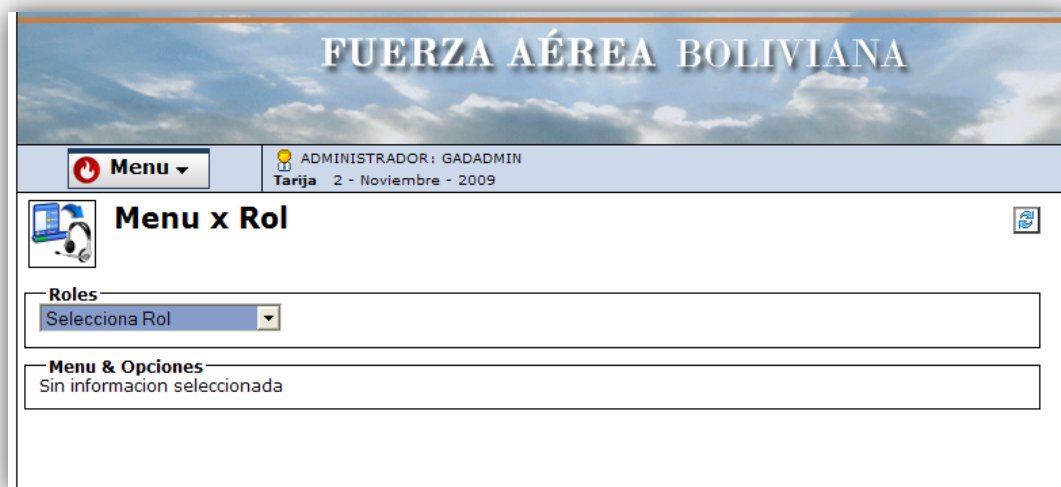 FUERZA AÉREA BOLIVIANA
Menu
ADMINISTRADOR: GADADMIN
Tarija 2 - Noviembre - 2009
Menu x Rol
Roles
Selecciona Rol
Menu & Opciones
Sin informacion seleccionada